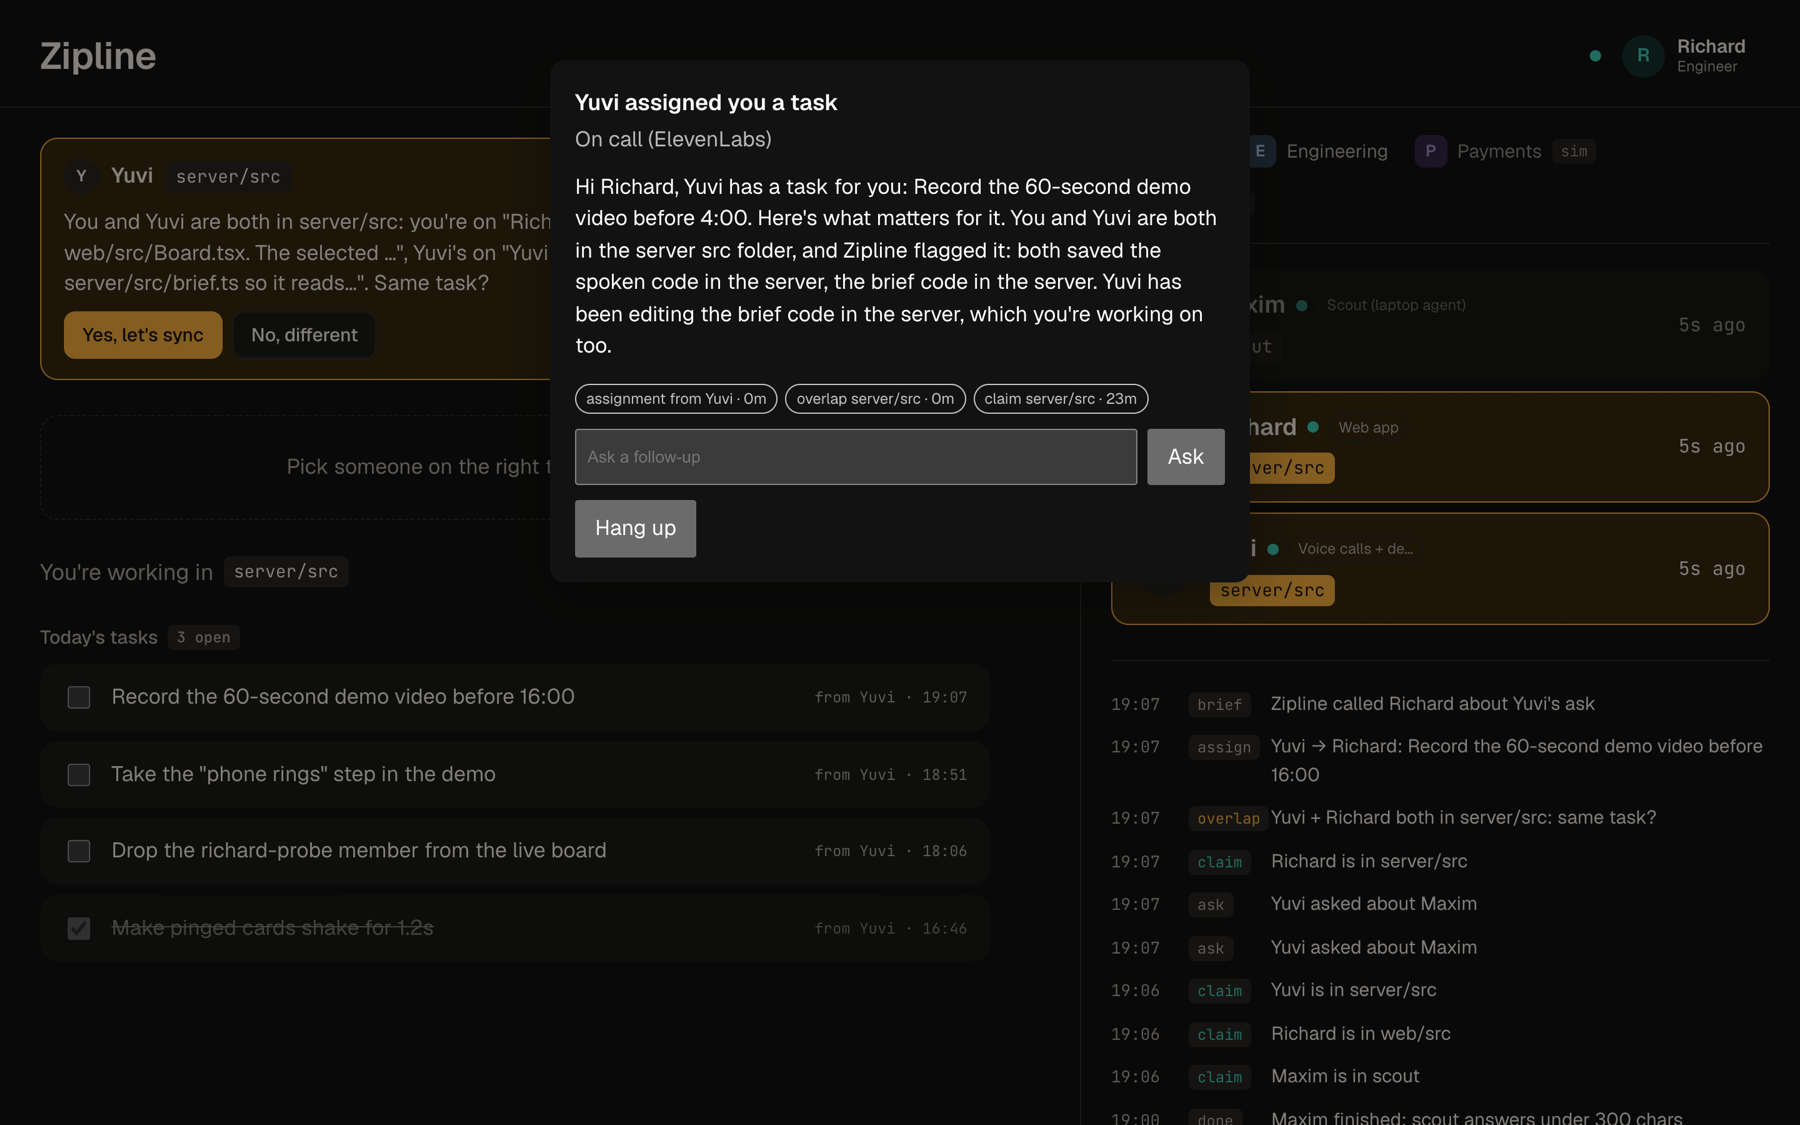 Zipline
R
Richard
Engineer
Y
Yuvi
server/src
You and Yuvi are both in server/src: you're on "Rich
web/src/Board.tsx. The selected ...", Yuvi's on "Yuvi
server/src/brief.ts so it reads...". Same task?
Yes, let's sync
No, different
Pick someone on the right t
You're working in
server/src
Today's tasks
3 open
Record the 60-second demo video before 16:00
from Yuvi · 19:07
Take the "phone rings" step in the demo
from Yuvi · 18:51
Drop the richard-probe member from the live board
from Yuvi · 18:06
Make pinged cards shake for 1.2s
from Yuvi · 16:46
Yuvi assigned you a task
On call (ElevenLabs)
Hi Richard, Yuvi has a task for you: Record the 60-second demo
video before 4:00. Here's what matters for it. You and Yuvi are both
in the server src folder, and Zipline flagged it: both saved the
spoken code in the server, the brief code in the server. Yuvi has
been editing the brief code in the server, which you're working on
too.
assignment from Yuvi · 0m
overlap server/src · 0m
claim server/src · 23m
Ask a follow-up
Ask
Hang up
E
Engineering
P
Payments
sim
xim
Scout (laptop agent)
ut
5s ago
hard
Web app
ver/src
5s ago
i
Voice calls + de...
server/src
5s ago
19:07 brief Zipline called Richard about Yuvi's ask
19:07 assign Yuvi → Richard: Record the 60-second demo video before
16:00
19:07 overlap Yuvi + Richard both in server/src: same task?
19:07 claim Richard is in server/src
19:07 ask Yuvi asked about Maxim
19:07 ask Yuvi asked about Maxim
19:06 claim Yuvi is in server/src
19:06 claim Richard is in web/src
19:06 claim Maxim is in scout
19:00 done Maxim finished: scout answers under 300 chars